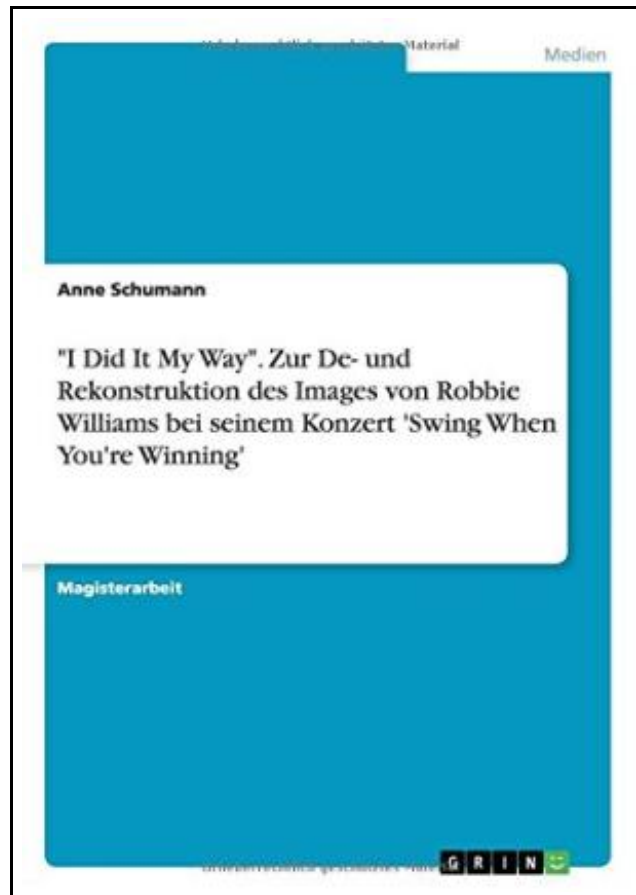 Material
Medien
Anne Schumann
"I Did It My Way". Zur De- und
Rekonstruktion des Images von Robbie
Williams bei seinem Konzert 'Swing When
You're Winning'
Magisterarbeit
GRIN